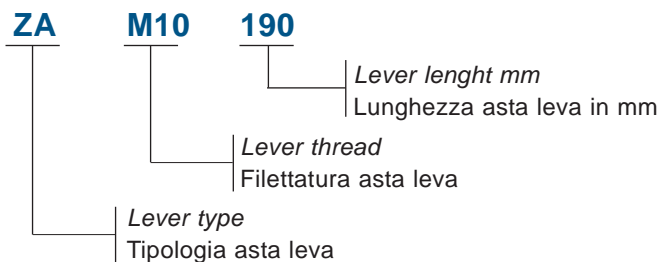 ZA M10 190
Lever lenght mm
Lunghezza asta leva in mm
Lever thread
Filettatura asta leva
Lever type
Tipologia asta leva